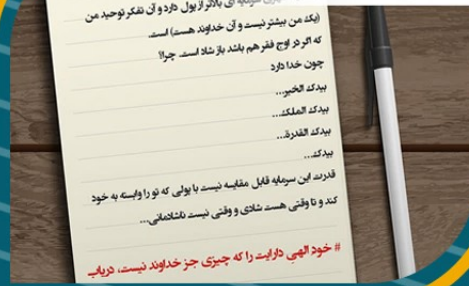 سرمایه ای بالاتر از پول دارد و آن تفکر توحید من
(یک من بیشتر نیست و آن خداوند هست) است.
که اگر در اوج فقر هم باشد باز شاد است. چرا؟
چون خدا دارد
بیدک الخیر...
بیدک الملک...
بیدک القدرة...
بیدک...
قدرت این سرمایه قابل مقایسه نیست با پولی که تو را وابسته به خود
کند و تا وقتی هست شادی و وقتی نیست ناشادمانی...
# خود الهی دارایت را که چیزی جز خداوند نیست، دریاب